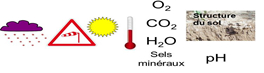 O2
CO2
H2O
Sels
minéraux
Structure
du sol
pH